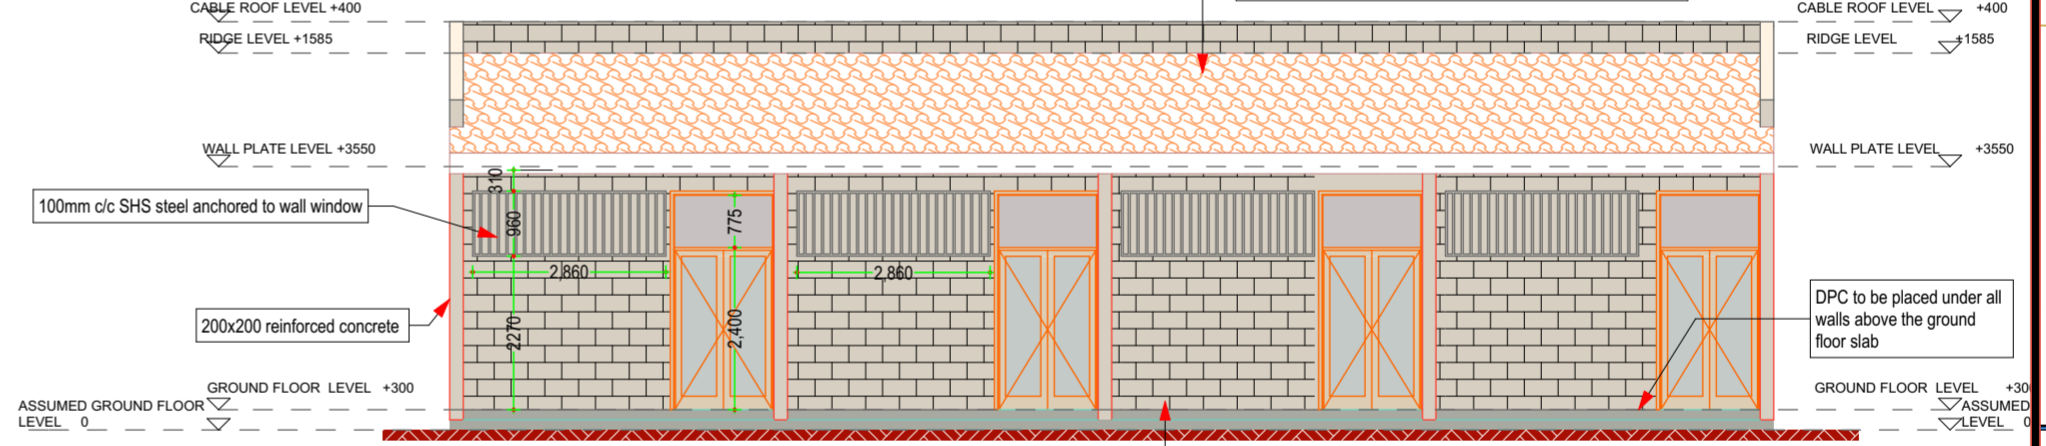 CABLE ROOF LEVEL +400
CABLE ROOF LEVEL +400
RIDGE LEVEL +1585
RIDGE LEVEL +1585
WALL PLATE LEVEL +3550
WALL PLATE LEVEL +3550
310
100mm c/c SHS steel anchored to wall window
960
775
2,860
2,860
200x200 reinforced concrete
2270
2,400
DPC to be placed under all
walls above the ground
floor slab
GROUND FLOOR LEVEL +300
GROUND FLOOR LEVEL +30
ASSUMED GROUND FLOOR
LEVEL 0
ASSUMED
LEVEL 0